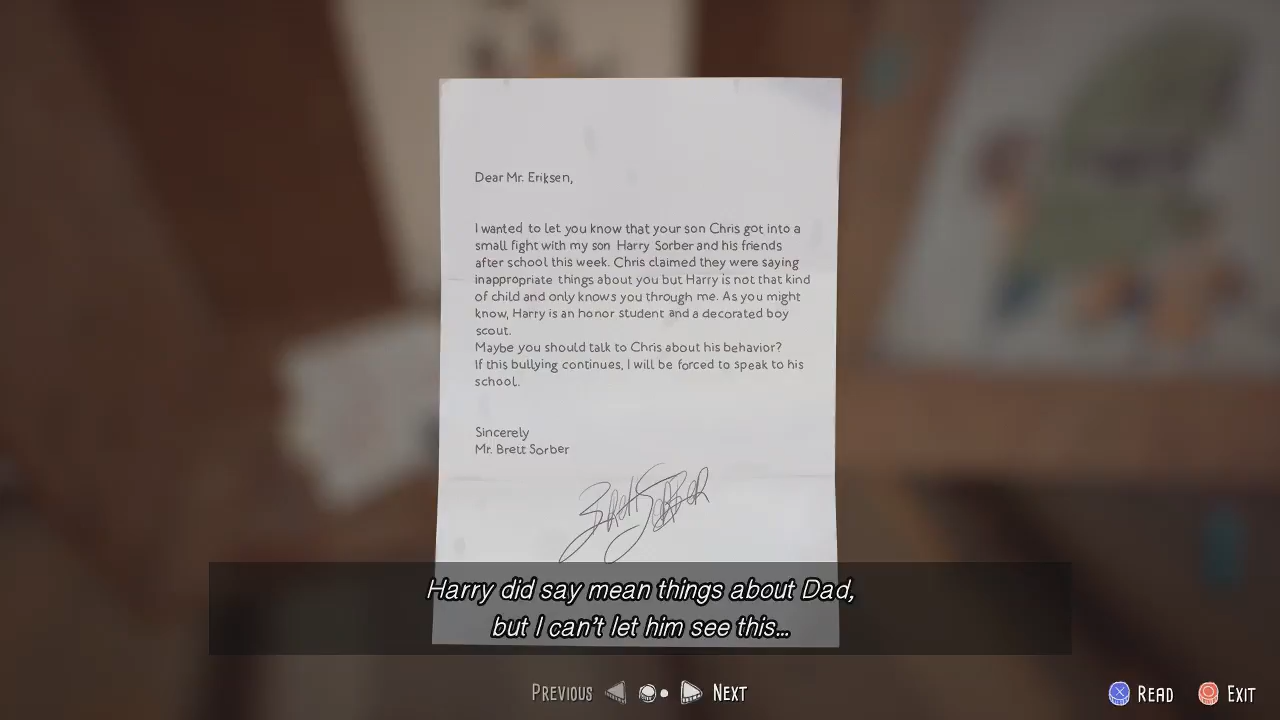 Dear Mr. Eriksen,
I wanted to let you know that your son Chris got into a
small fight with my son Harry Sorber and his friends
after school this week. Chris claimed they were saying
inappropriate things about you but Harry is not that kind
of child and only knows you through me. As you might
know, Harry is an honor student and a decorated boy
scout.
Maybe you should talk to Chris about his behavior?
If this bullying continues, I will be forced to speak to his
school.
Sincerely
Mr. Brett Sorber
Brett Sorber
Harry did say mean things about Dad,
but I can't let him see this...
PREVIOUS NEXT READ EXIT